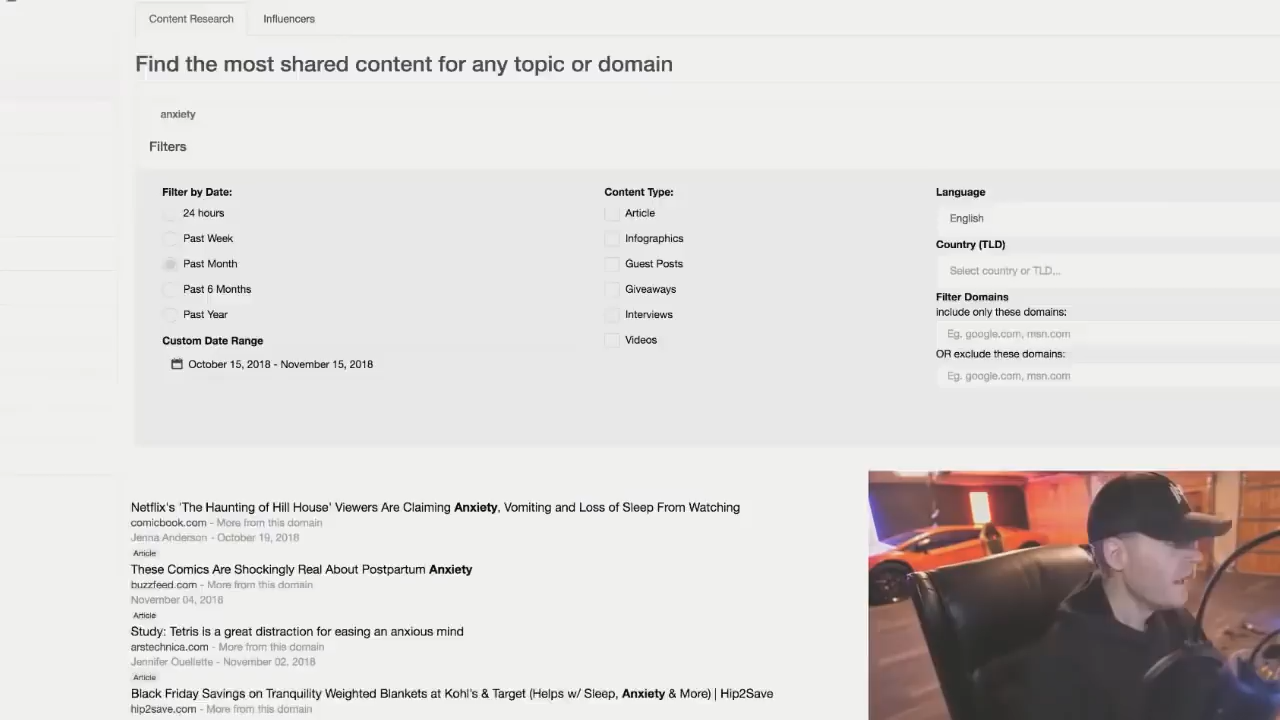 Content Research Influencers
Find the most shared content for any topic or domain
anxiety
Filters
Filter by Date:
24 hours
Past Week
Past Month
Past 6 Months
Past Year
Custom Date Range
October 15, 2018 - November 15, 2018
Content Type:
Article
Infographics
Guest Posts
Giveaways
Interviews
Videos
Language
English
Country (TLD)
Select country or TLD...
Filter Domains
include only these domains:
Eg. google.com, msn.com
OR exclude these domains:
Eg. google.com, msn.com
Netflix's 'The Haunting of Hill House' Viewers Are Claiming Anxiety, Vomiting and Loss of Sleep From Watching
comicbook.com - More from this domain
Jenna Anderson - October 19, 2018
Article
These Comics Are Shockingly Real About Postpartum Anxiety
buzzfeed.com - More from this domain
November 04, 2018
Article
Study: Tetris is a great distraction for easing an anxious mind
arstechnica.com - More from this domain
Jennifer Ouellette - November 02, 2018
Article
Black Friday Savings on Tranquility Weighted Blankets at Kohl's & Target (Helps w/ Sleep, Anxiety & More) | Hip2Save
hip2save.com - More from this domain